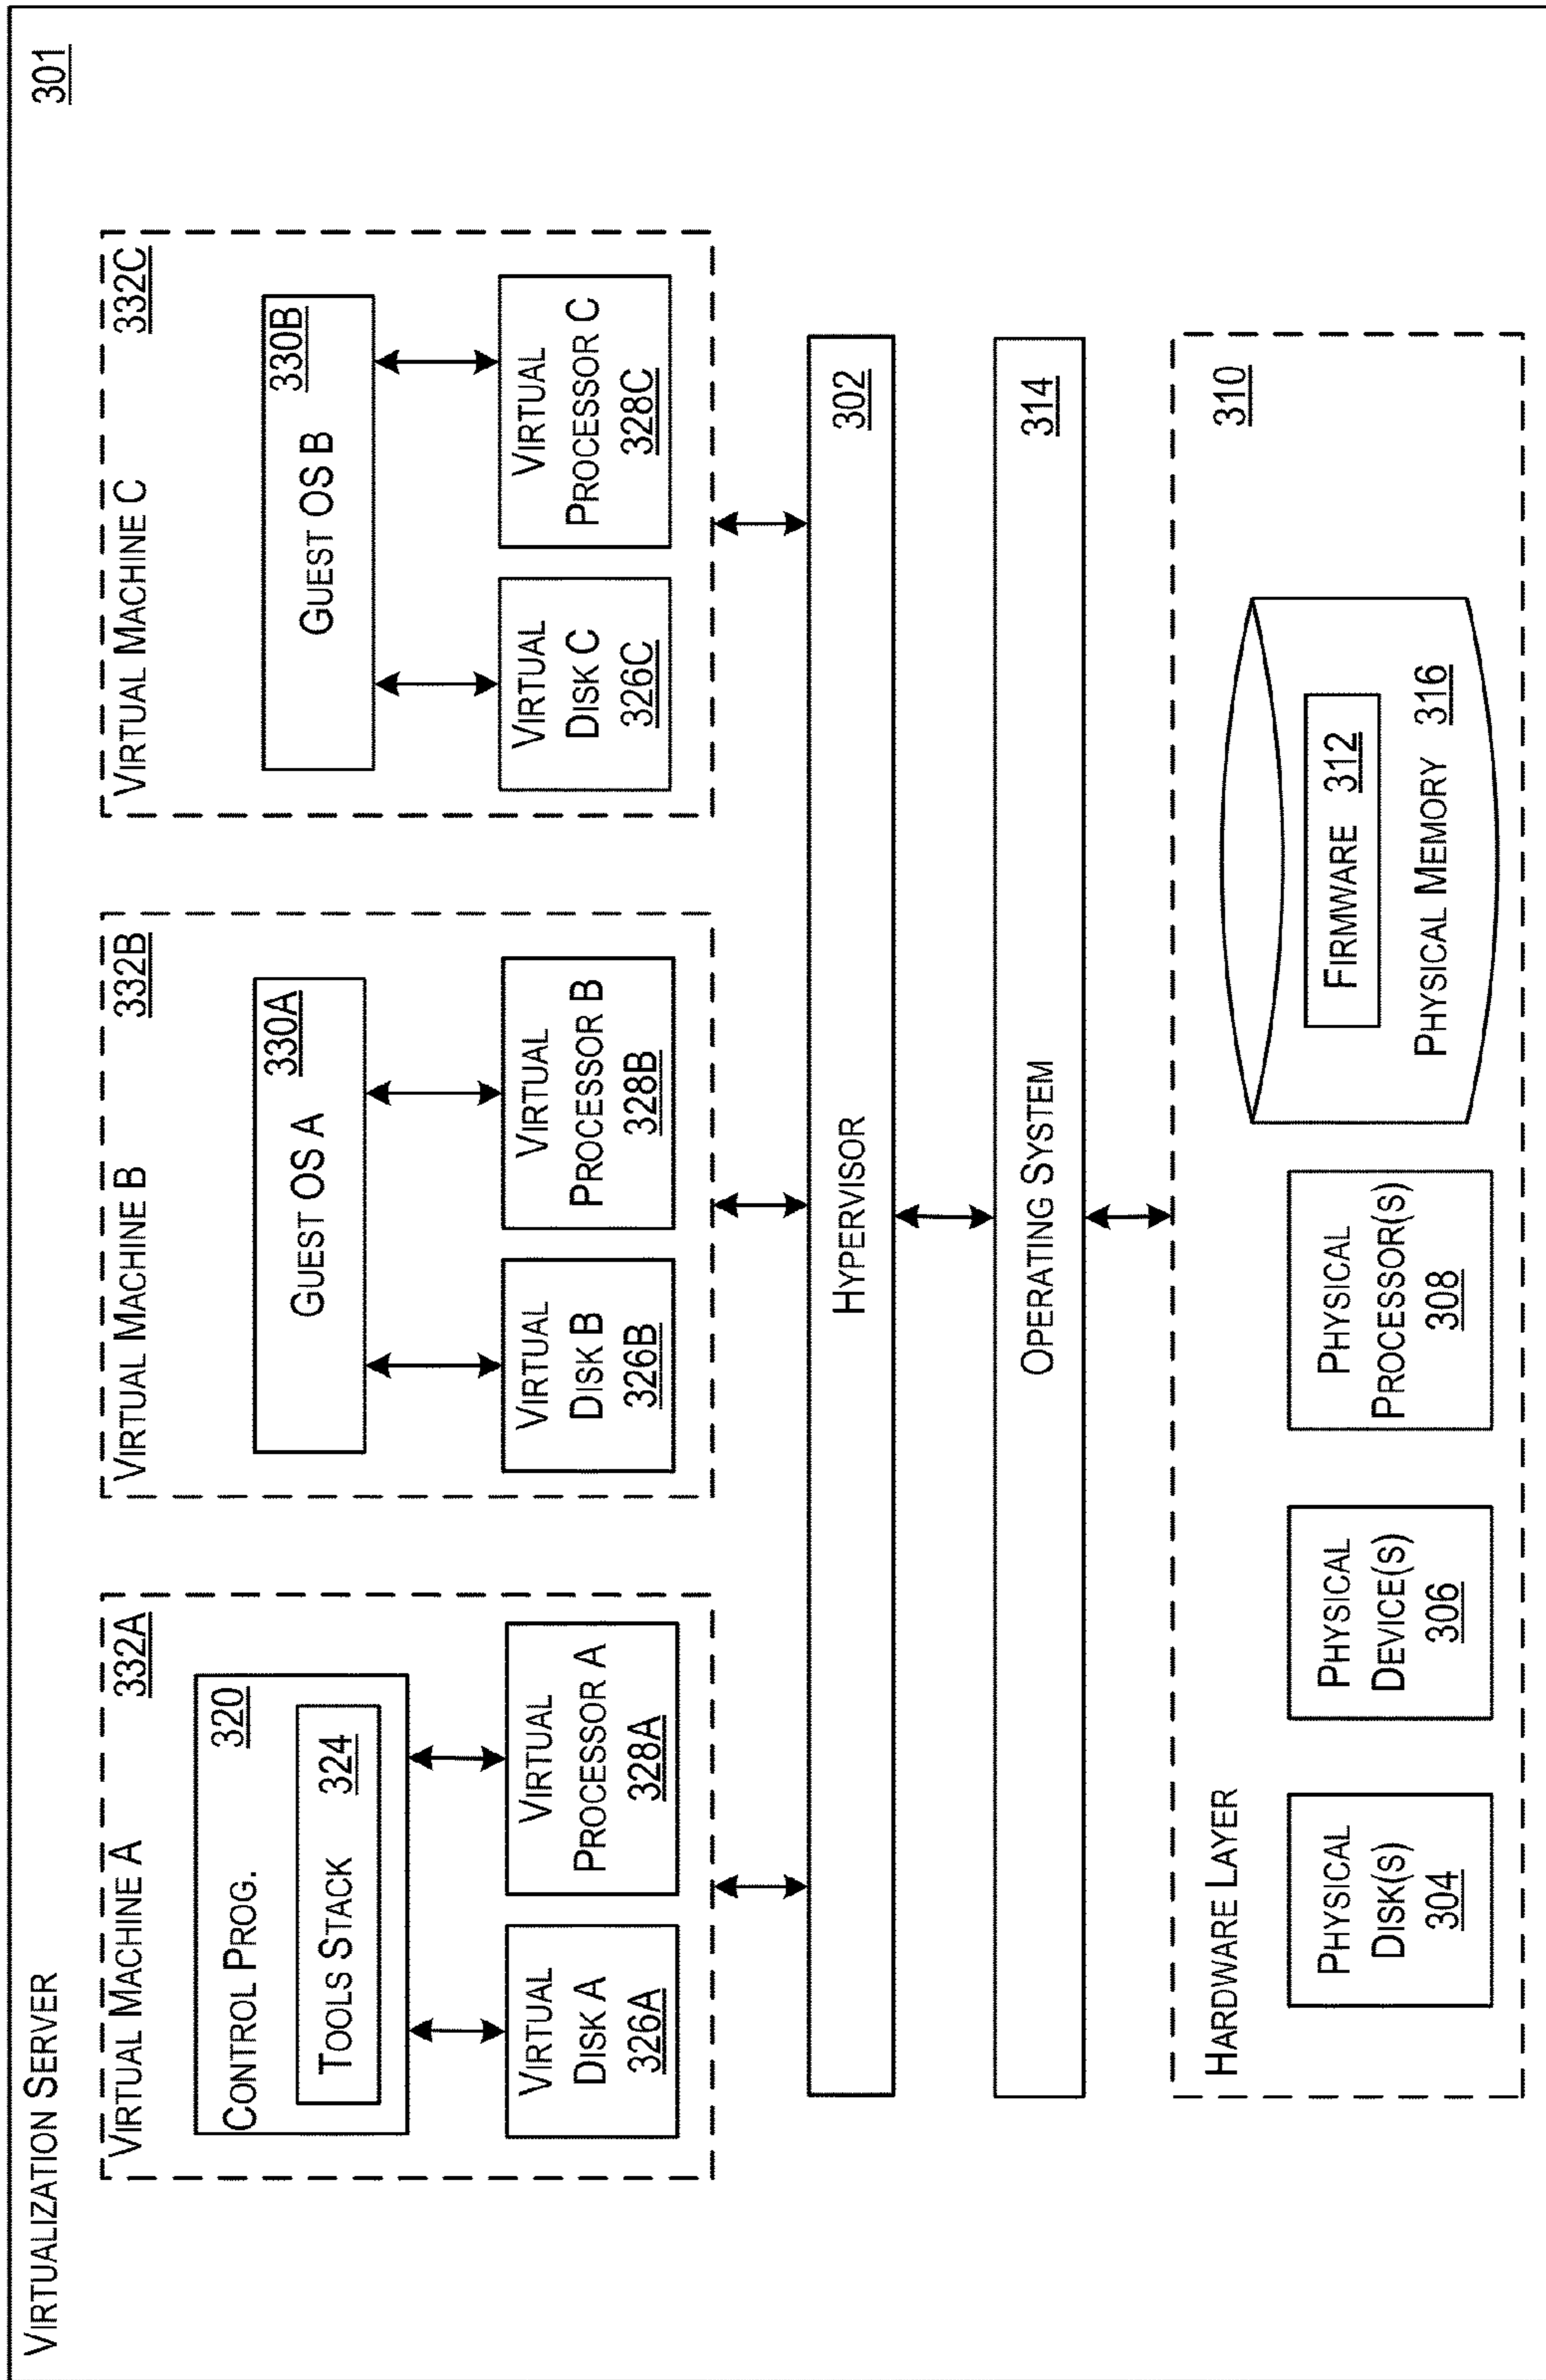 VIRTUALIZATION SERVER
301
VIRTUAL MACHINE A
332A
CONTROL PROG.
320
TOOLS STACK
324
VIRTUAL
DISK A
326A
VIRTUAL
PROCESSOR A
328A
VIRTUAL MACHINE B
332B
GUEST OS A
330A
VIRTUAL
DISK B
326B
VIRTUAL
PROCESSOR B
328B
VIRTUAL MACHINE C
332C
GUEST OS B
330B
VIRTUAL
DISK C
326C
VIRTUAL
PROCESSOR C
328C
HYPERVISOR
302
OPERATING SYSTEM
314
HARDWARE LAYER
310
PHYSICAL
DISK(S)
304
PHYSICAL
DEVICE(S)
306
PHYSICAL
PROCESSOR(S)
308
FIRMWARE 312
PHYSICAL MEMORY 316